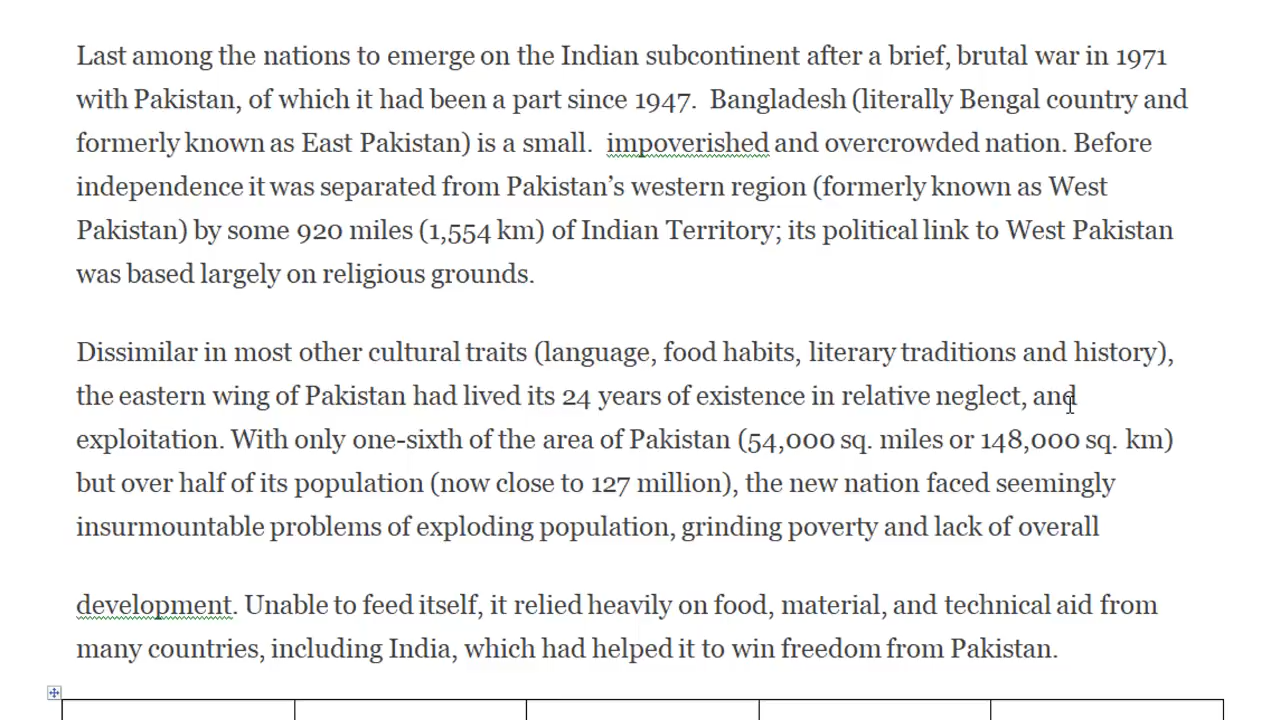 Last among the nations to emerge on the Indian subcontinent after a brief, brutal war in 1971
with Pakistan, of which it had been a part since 1947.  Bangladesh (literally Bengal country and
formerly known as East Pakistan) is a small.  impoverished and overcrowded nation. Before
independence it was separated from Pakistan’s western region (formerly known as West
Pakistan) by some 920 miles (1,554 km) of Indian Territory; its political link to West Pakistan
was based largely on religious grounds.
Dissimilar in most other cultural traits (language, food habits, literary traditions and history),
the eastern wing of Pakistan had lived its 24 years of existence in relative neglect, and
exploitation. With only one-sixth of the area of Pakistan (54,000 sq. miles or 148,000 sq. km)
but over half of its population (now close to 127 million), the new nation faced seemingly
insurmountable problems of exploding population, grinding poverty and lack of overall
development. Unable to feed itself, it relied heavily on food, material, and technical aid from
many countries, including India, which had helped it to win freedom from Pakistan.